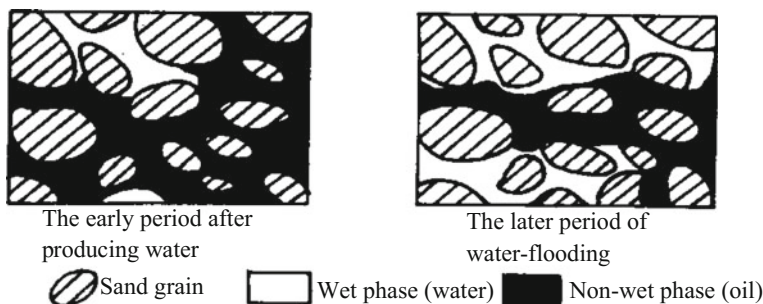 The early period after
producing water
The later period of
water-flooding
Sand grain
Wet phase (water)
Non-wet phase (oil)